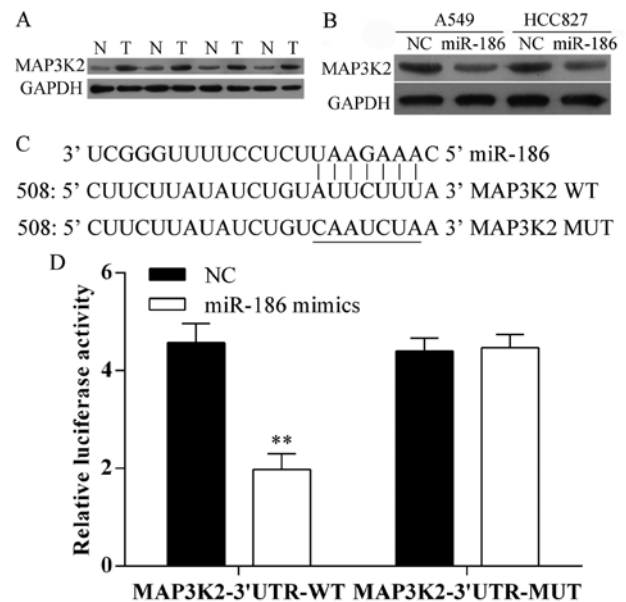 A
N T N T N T N T
MAP3K2
GAPDH
B
A549 HCC827
NC miR-186 NC miR-186
MAP3K2
GAPDH
C
3’ UCGGGUUUUCCUCUUAAGAAAC 5’ miR-186
508: 5’ CUUCUUAUAUCUGUAUUCUUUA 3’ MAP3K2 WT
508: 5’ CUUCUUAUAUCUGUCAAUCUAA 3’ MAP3K2 MUT
D
NC
miR-186 mimics
Relative luciferase activity
6
4
2
0
**
MAP3K2-3'UTR-WT MAP3K2-3'UTR-MUT